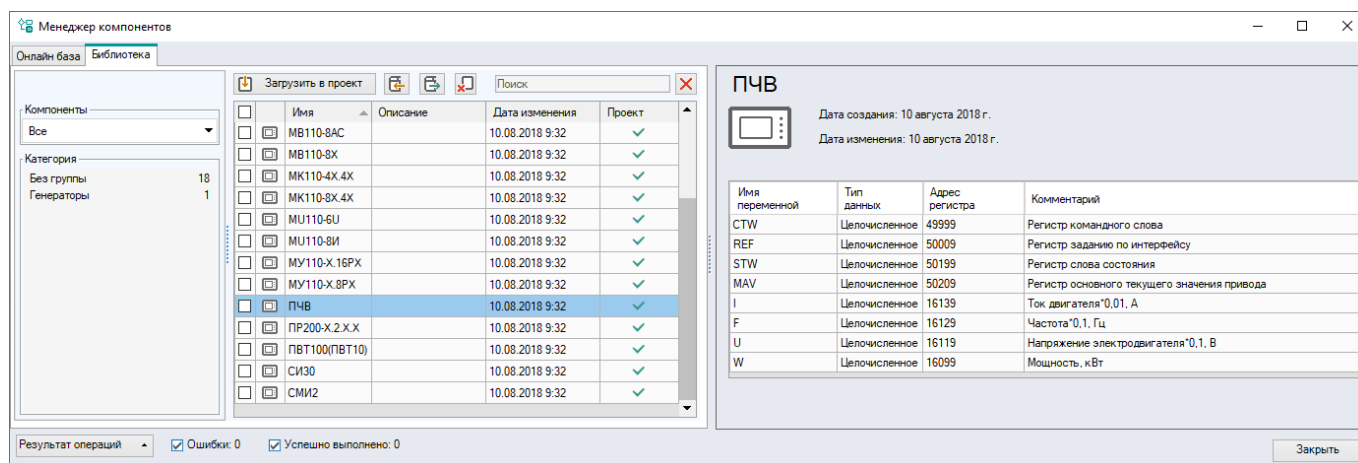 Менеджер компонентов
Онлайн база Библиотека
Загрузить в проект Поиск
Компоненты
Все
Категория
Без группы 18
Генераторы 1
Имя Описание Дата изменения Проект
МВ110-8АС 10.08.2018 9:32
МВ110-8Х 10.08.2018 9:32
МК110-4Х.4Х 10.08.2018 9:32
МК110-8Х.4Х 10.08.2018 9:32
MU110-6U 10.08.2018 9:32
MU110-8И 10.08.2018 9:32
МУ110-Х.16РХ 10.08.2018 9:32
МУ110-Х.8РХ 10.08.2018 9:32
ПЧВ 10.08.2018 9:32
ПР200-Х.2.Х.Х 10.08.2018 9:32
ПВТ100(ПВТ10) 10.08.2018 9:32
СИ30 10.08.2018 9:32
СМИ2 10.08.2018 9:32
ПЧВ
Дата создания: 10 августа 2018 г.
Дата изменения: 10 августа 2018 г.
Имя переменной Тип данных Адрес регистра Комментарий
CTW Целочисленное 49999 Регистр командного слова
REF Целочисленное 50009 Регистр заданию по интерфейсу
STW Целочисленное 50199 Регистр слова состояния
MAV Целочисленное 50209 Регистр основного текущего значения привода
I Целочисленное 16139 Ток двигателя*0,01, А
F Целочисленное 16129 Частота*0,1, Гц
U Целочисленное 16119 Напряжение электродвигателя*0,1, В
W Целочисленное 16099 Мощность, кВт
Результат операций Ошибки: 0 Успешно выполнено: 0
Закрыть